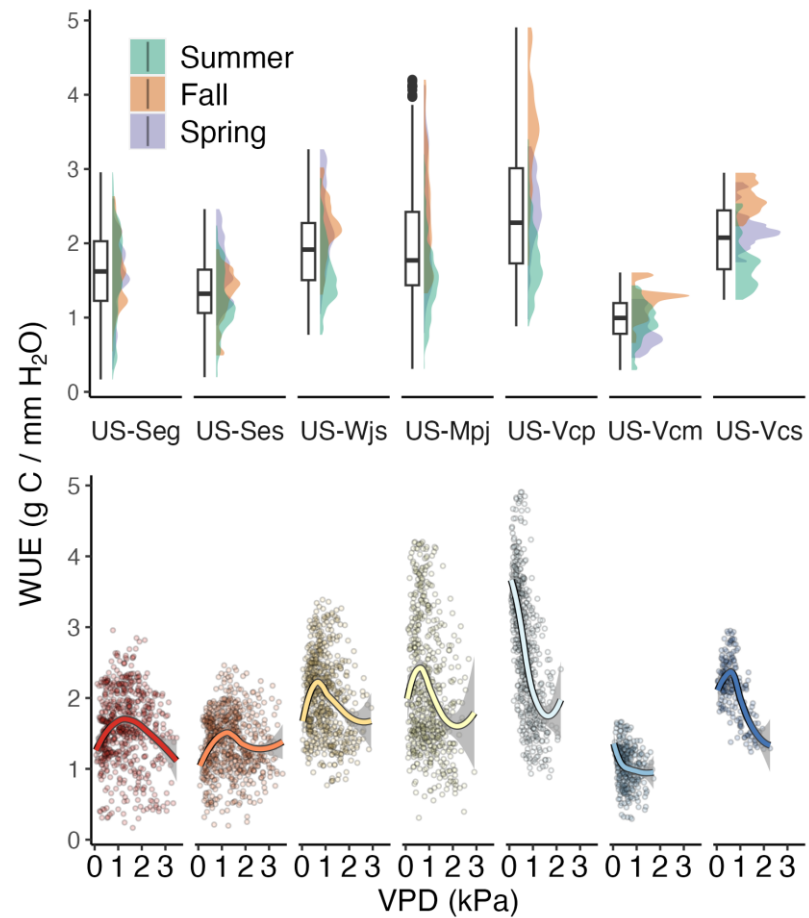 5
4
3
2
1
0
Summer
Fall
Spring
US-Seg US-Ses US-Wjs US-Mpj US-Vcp US-Vcm US-Vcs
WUE (g C / mm H₂O)
5
4
3
2
1
0
0 1 2 3 0 1 2 3 0 1 2 3 0 1 2 3 0 1 2 3 0 1 2 3 0 1 2 3
VPD (kPa)